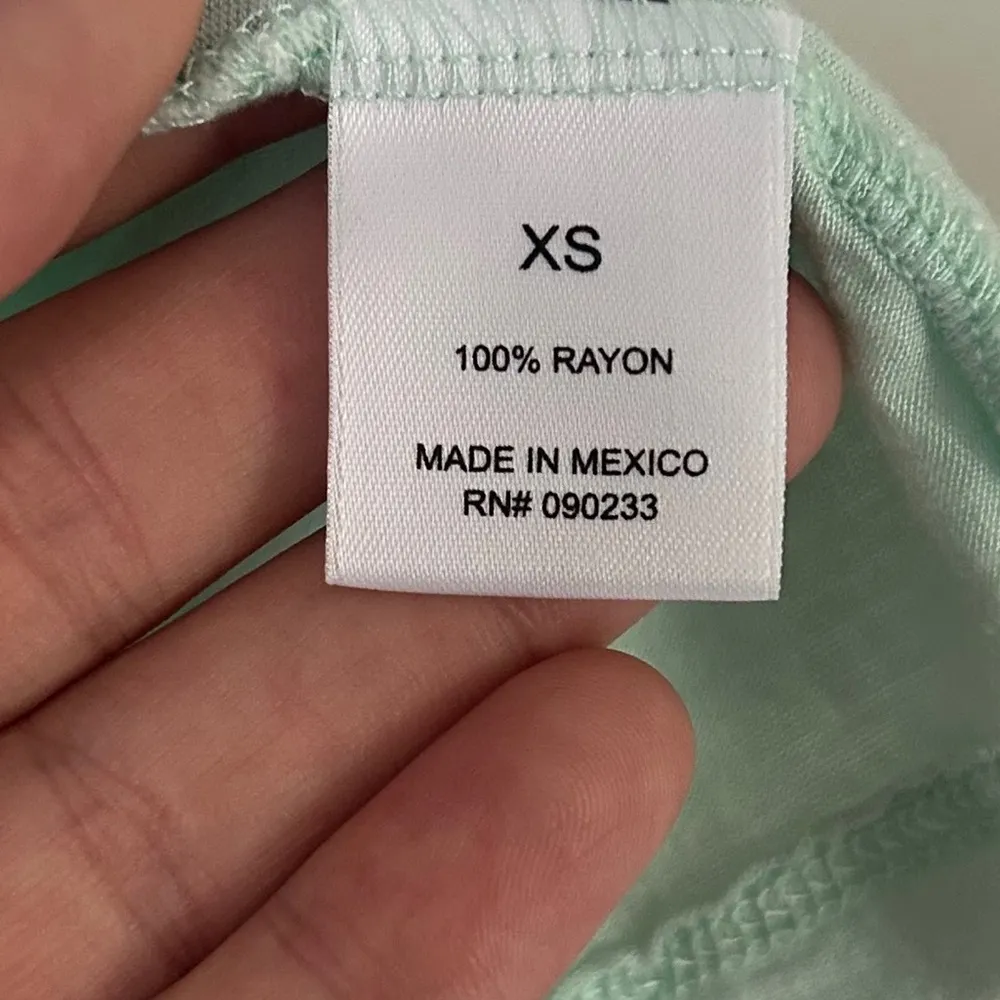 XS
100% RAYON
MADE IN MEXICO
RN# 090233